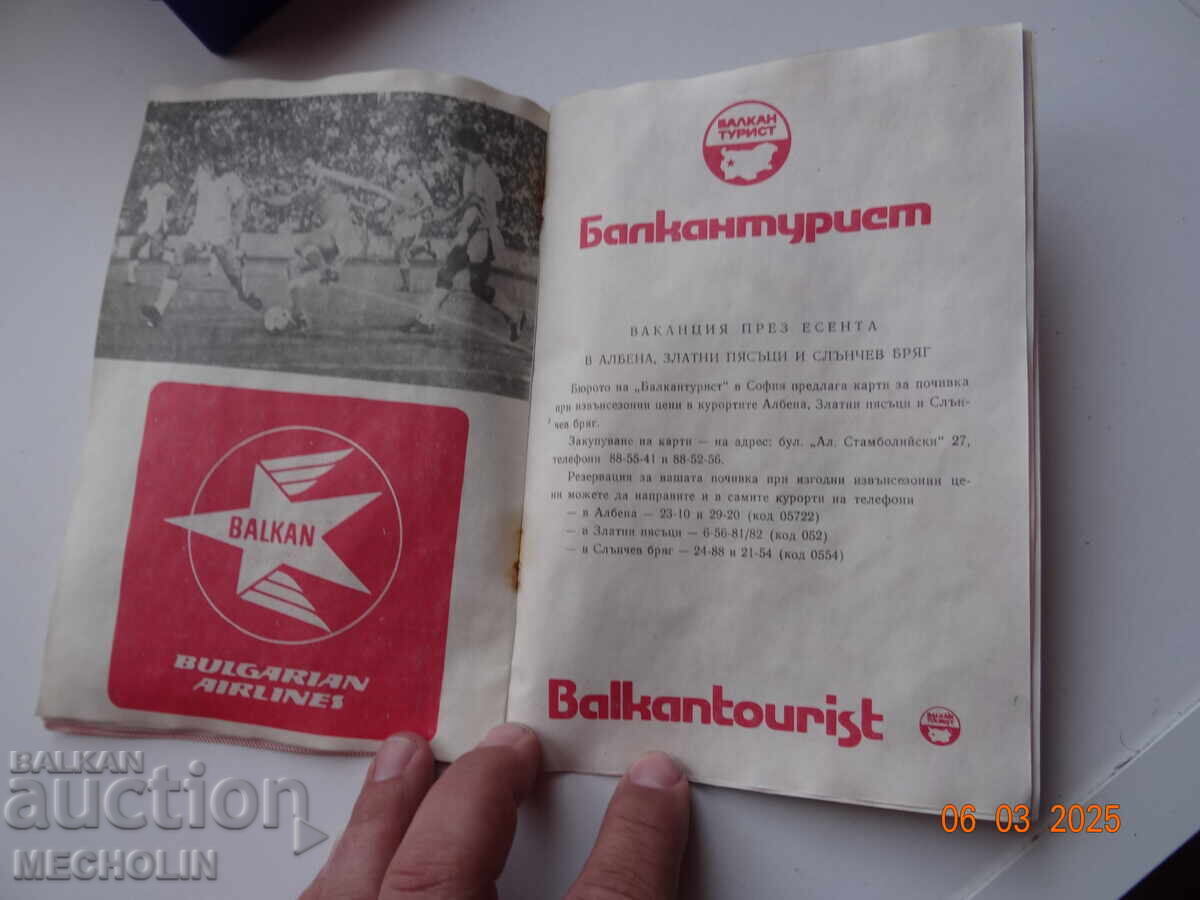 BALKAN
BULGARIAN
AIRLINES
БАЛКАН
ТУРИСТ
Балкантурист
ВАКАНЦИЯ ПРЕЗ ЕСЕНТА
В АЛБЕНА, ЗЛАТНИ ПЯСЪЦИ И СЛЪНЧЕВ БРЯГ
Бюрото на „Балкантурист" в София предлага карти за почивка
при извънсезонни цени в курортите Албена, Златни пясъци и Слън-
чев бряг.
Закупуване на карти — на адрес: бул. „Ал. Стамболийски" 27,
телефони 88-55-41 и 88-52-56.
Резервация за вашата почивка при изгодни извънсезонни це-
ни можете да направите и в самите курорти на телефони
— в Албена — 23-10 и 29-20 (код 05722)
— в Златни пясъци — 6-56-81/82 (код 052)
— в Слънчев бряг — 24-88 и 21-54 (код 0554)
Balkantourist
BALKAN
TOURIST
BALKAN
auction
MECHOLIN
06 03 2025